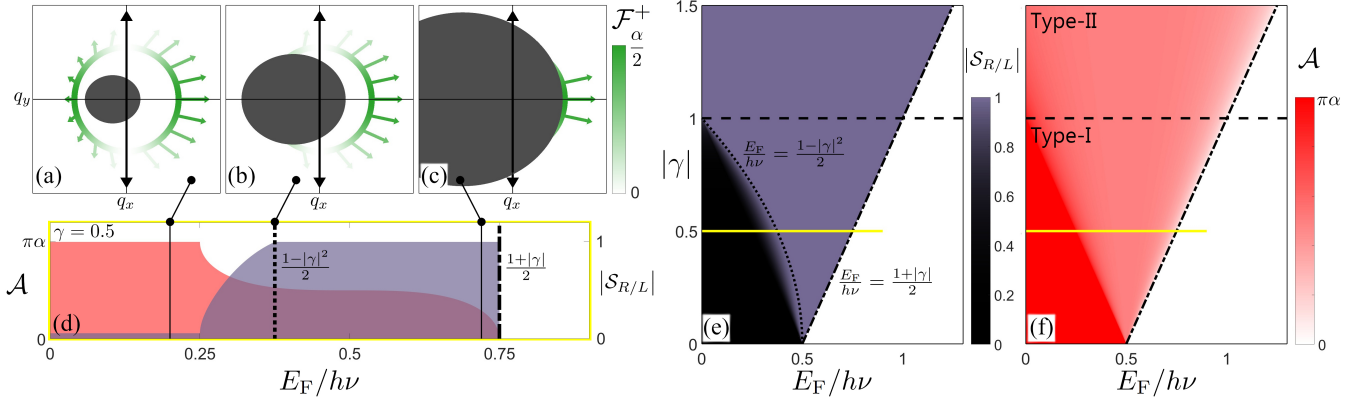 (a)
q_y
q_x
(b)
q_x
(c)
q_x
𝓕⁺
α/2
0
γ = 0.5
πα
𝒜
0
(d)
(1−|γ|²)/2
(1+|γ|)/2
1
|𝒮_{R/L}|
0
0 0.25 0.5 0.75
E_F/hν
1.5
1
|γ|
0.5
0
E_F/hν = (1−|γ|²)/2
E_F/hν = (1+|γ|)/2
(e)
0 0.5 1
E_F/hν
|𝒮_{R/L}|
1
0.8
0.6
0.4
0.2
0
Type-II
Type-I
(f)
0 0.5 1
E_F/hν
𝒜
πα
0